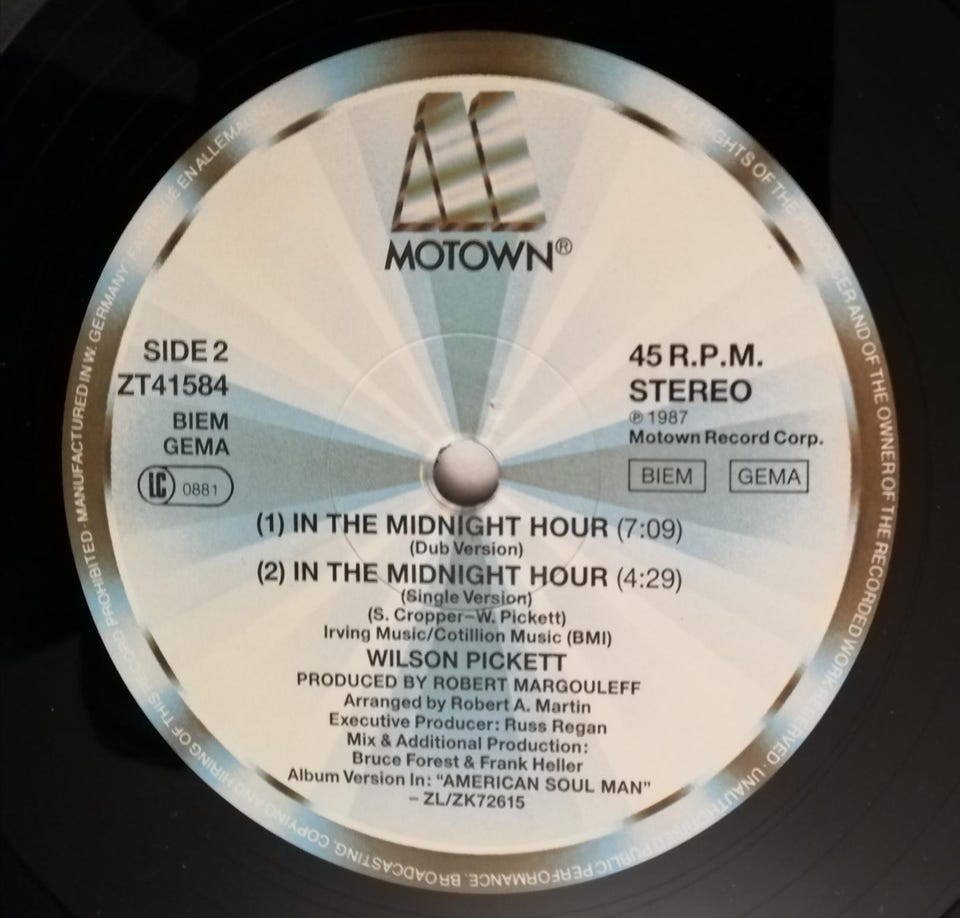 MOTOWN®
SIDE 2
ZT41584
BIEM
GEMA
LC 0881
45 R.P.M.
STEREO
℗ 1987
Motown Record Corp.
BIEM GEMA
(1) IN THE MIDNIGHT HOUR (7:09)
(Dub Version)
(2) IN THE MIDNIGHT HOUR (4:29)
(Single Version)
(S. Cropper–W. Pickett)
Irving Music/Cotillion Music (BMI)
WILSON PICKETT
PRODUCED BY ROBERT MARGOULEFF
Arranged by Robert A. Martin
Executive Producer: Russ Regan
Mix & Additional Production:
Bruce Forest & Frank Heller
Album Version In: "AMERICAN SOUL MAN"
– ZL/ZK72615
RIGHTS OF THE PRODUCER AND OF THE OWNER OF THE RECORDED WORK RESERVED · UNAUTHORISED PUBLIC PERFORMANCE, BROADCASTING, COPYING AND HIRING OF THIS RECORD PROHIBITED · MANUFACTURED IN W. GERMANY · EN ALLEMAGNE